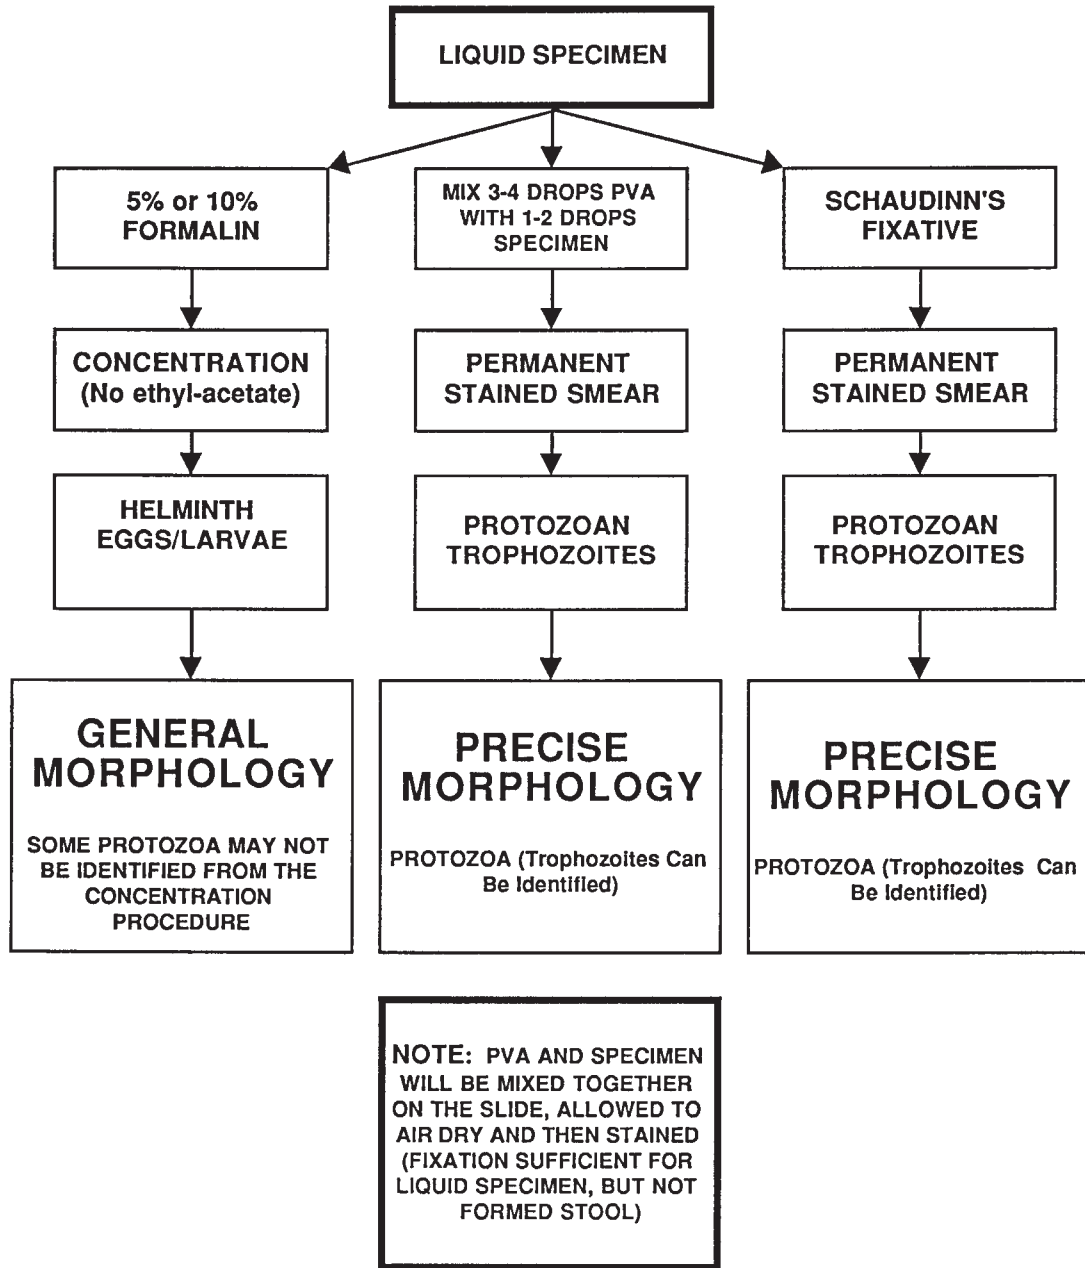 LIQUID SPECIMEN
5% or 10%
FORMALIN
MIX 3-4 DROPS PVA
WITH 1-2 DROPS
SPECIMEN
SCHAUDINN'S
FIXATIVE
CONCENTRATION
(No ethyl-acetate)
PERMANENT
STAINED SMEAR
PERMANENT
STAINED SMEAR
HELMINTH
EGGS/LARVAE
PROTOZOAN
TROPHOZOITES
PROTOZOAN
TROPHOZOITES
GENERAL
MORPHOLOGY
SOME PROTOZOA MAY NOT
BE IDENTIFIED FROM THE
CONCENTRATION
PROCEDURE
PRECISE
MORPHOLOGY
PROTOZOA (Trophozoites Can
Be Identified)
PRECISE
MORPHOLOGY
PROTOZOA (Trophozoites Can
Be Identified)
NOTE: PVA AND SPECIMEN
WILL BE MIXED TOGETHER
ON THE SLIDE, ALLOWED TO
AIR DRY AND THEN STAINED
(FIXATION SUFFICIENT FOR
LIQUID SPECIMEN, BUT NOT
FORMED STOOL)